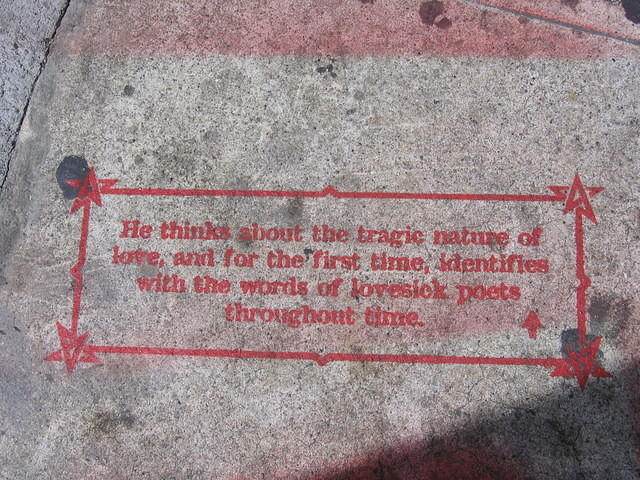 He thinks about the tragic nature of
love, and for the first time, identifies
with the words of lovesick poets
throughout time.